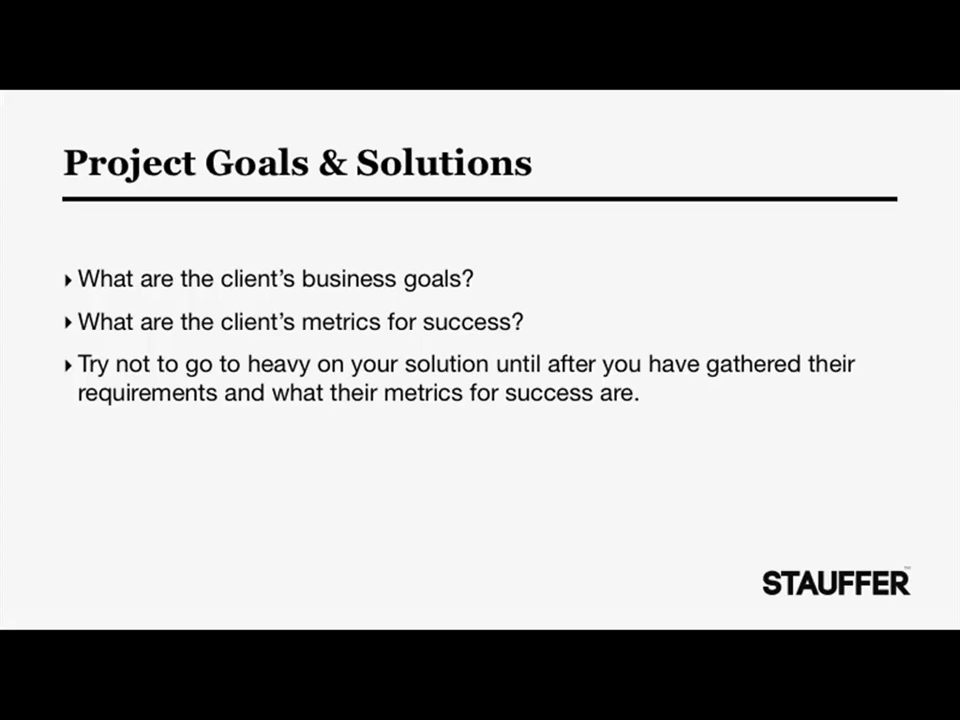 Project Goals & Solutions
‣ What are the client’s business goals?
‣ What are the client’s metrics for success?
‣ Try not to go to heavy on your solution until after you have gathered their
requirements and what their metrics for success are.
STAUFFER™